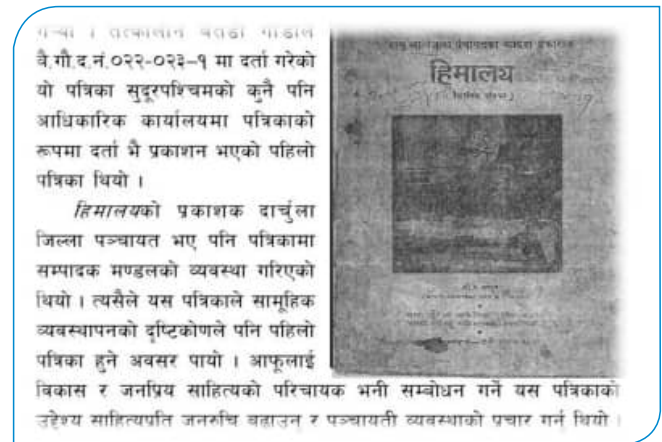 गऱ्यो । तत्कालीन बैतडी गोडाले
वै.गौ.द.नं.०२२-०२३–१ मा दर्ता गरेको
यो पत्रिका सुदूरपश्चिमको कुनै पनि
आधिकारिक कार्यालयमा पत्रिकाको
रूपमा दर्ता भै प्रकाशन भएको पहिलो
पत्रिका थियो ।
हिमालयको प्रकाशक दार्चुला
जिल्ला पञ्चायत भए पनि पत्रिकामा
सम्पादक मण्डलको व्यवस्था गरिएको
थियो । त्यसैले यस पत्रिकाले सामूहिक
व्यवस्थापनको दृष्टिकोणले पनि पहिलो
पत्रिका हुने अवसर पायो । आफूलाई
विकास र जनप्रिय साहित्यको परिचायक भनी सम्बोधन गर्ने यस पत्रिकाको
उद्देश्य साहित्यप्रति जनरुचि बढाउन र पञ्चायती व्यवस्थाको प्रचार गर्न थियो ।
हिमालय